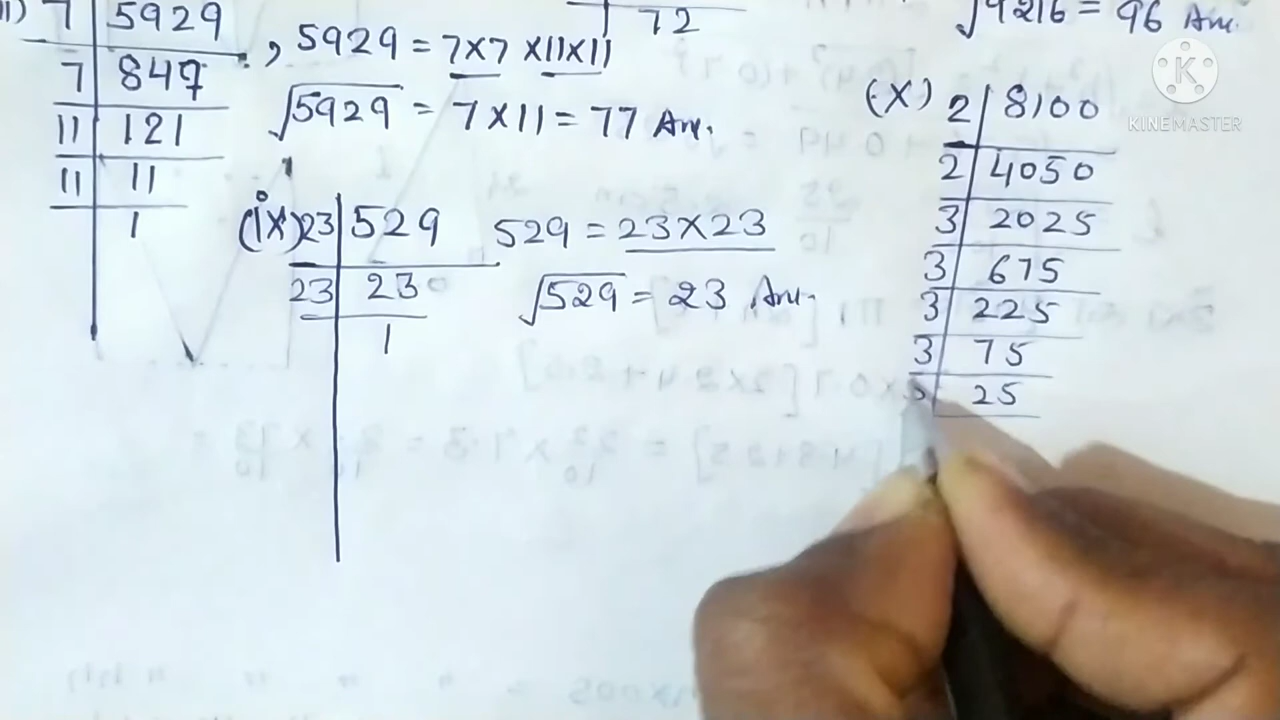 7 | 5929
7 | 847
11 | 121
11 | 11
1
, 5929 = 7×7 ×11×11
√5929 = 7×11 = 77 Ans.
72
√9216 = 96 Ans.
(ix) 23 | 529
23 | 23
1
529 = 23×23
√529 = 23 Ans.
(X) 2 | 8100
2 | 4050
3 | 2025
3 | 675
3 | 225
3 | 75
25
KINEMASTER